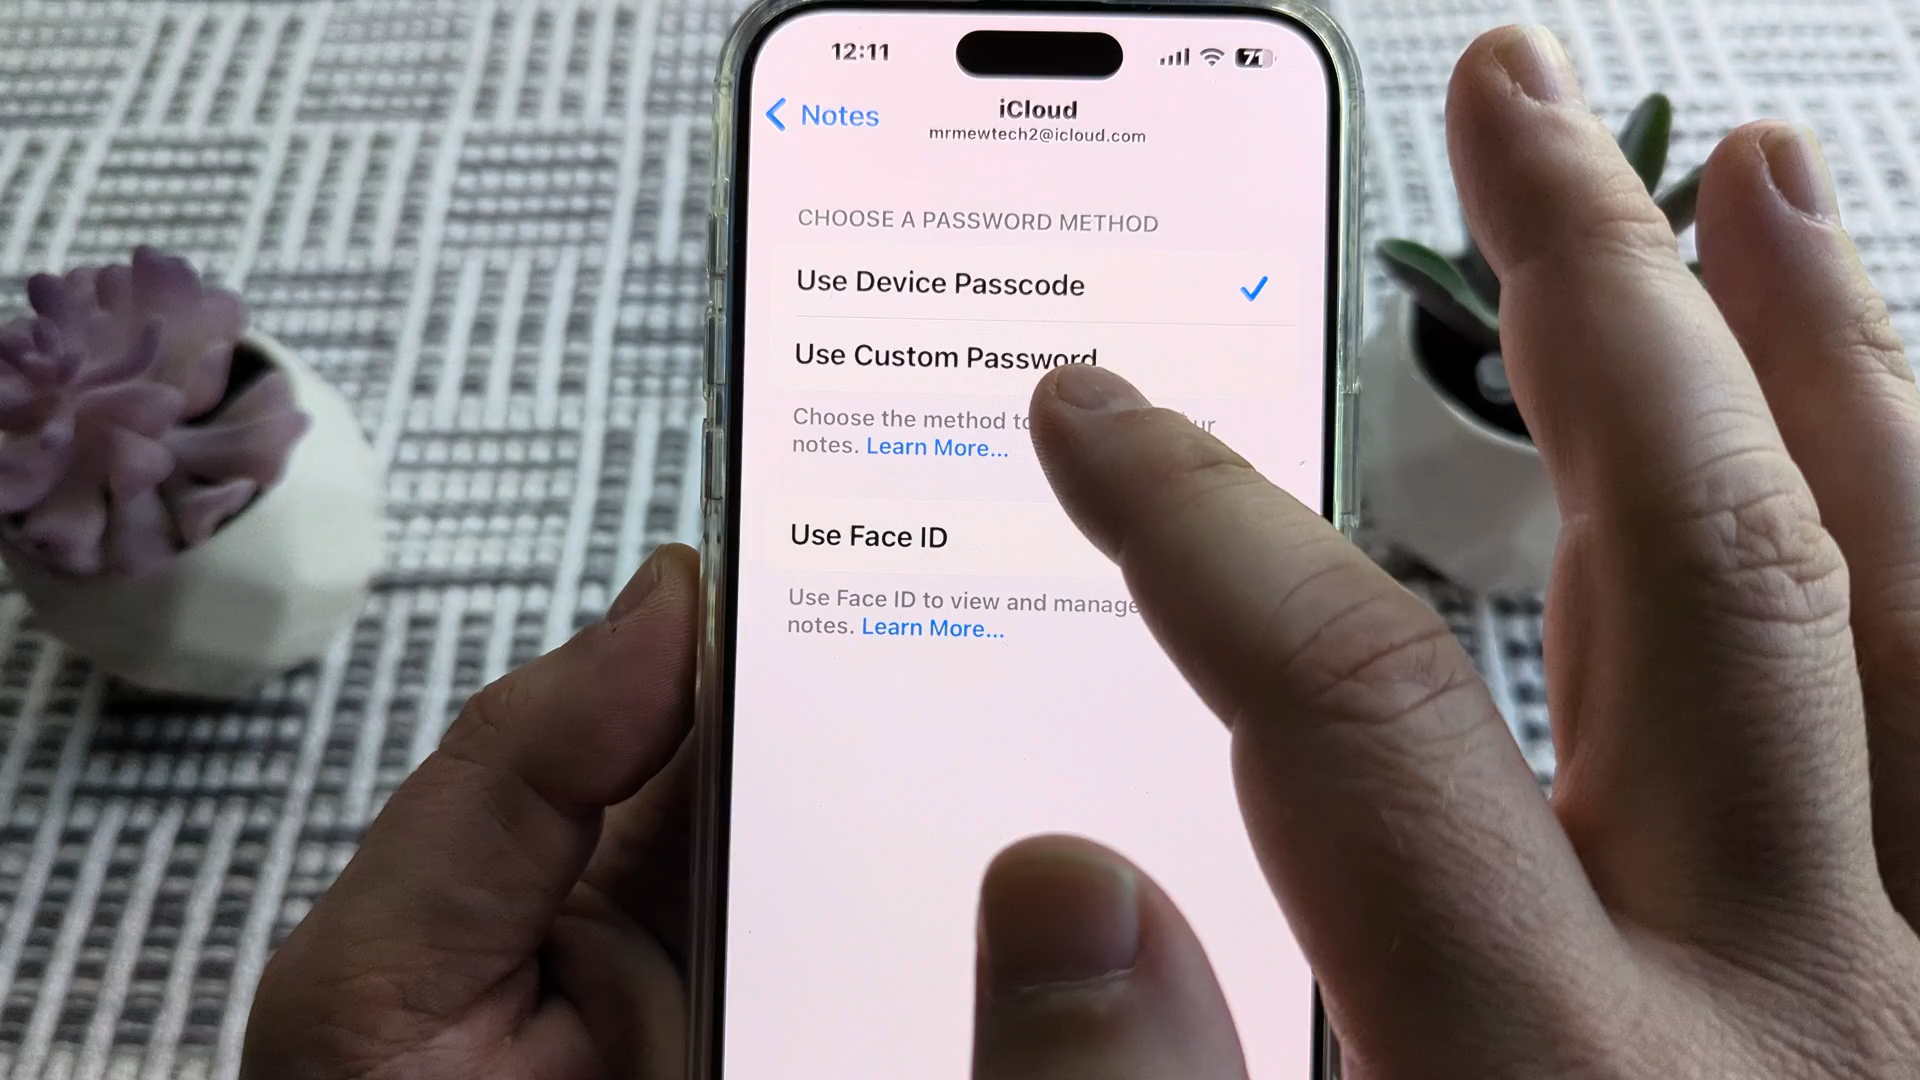 12:11
71
Notes
iCloud
mrmewtech2@icloud.com
CHOOSE A PASSWORD METHOD
Use Device Passcode
Use Custom Password
Choose the method to
notes. Learn More...
Use Face ID
Use Face ID to view and manage
notes. Learn More...